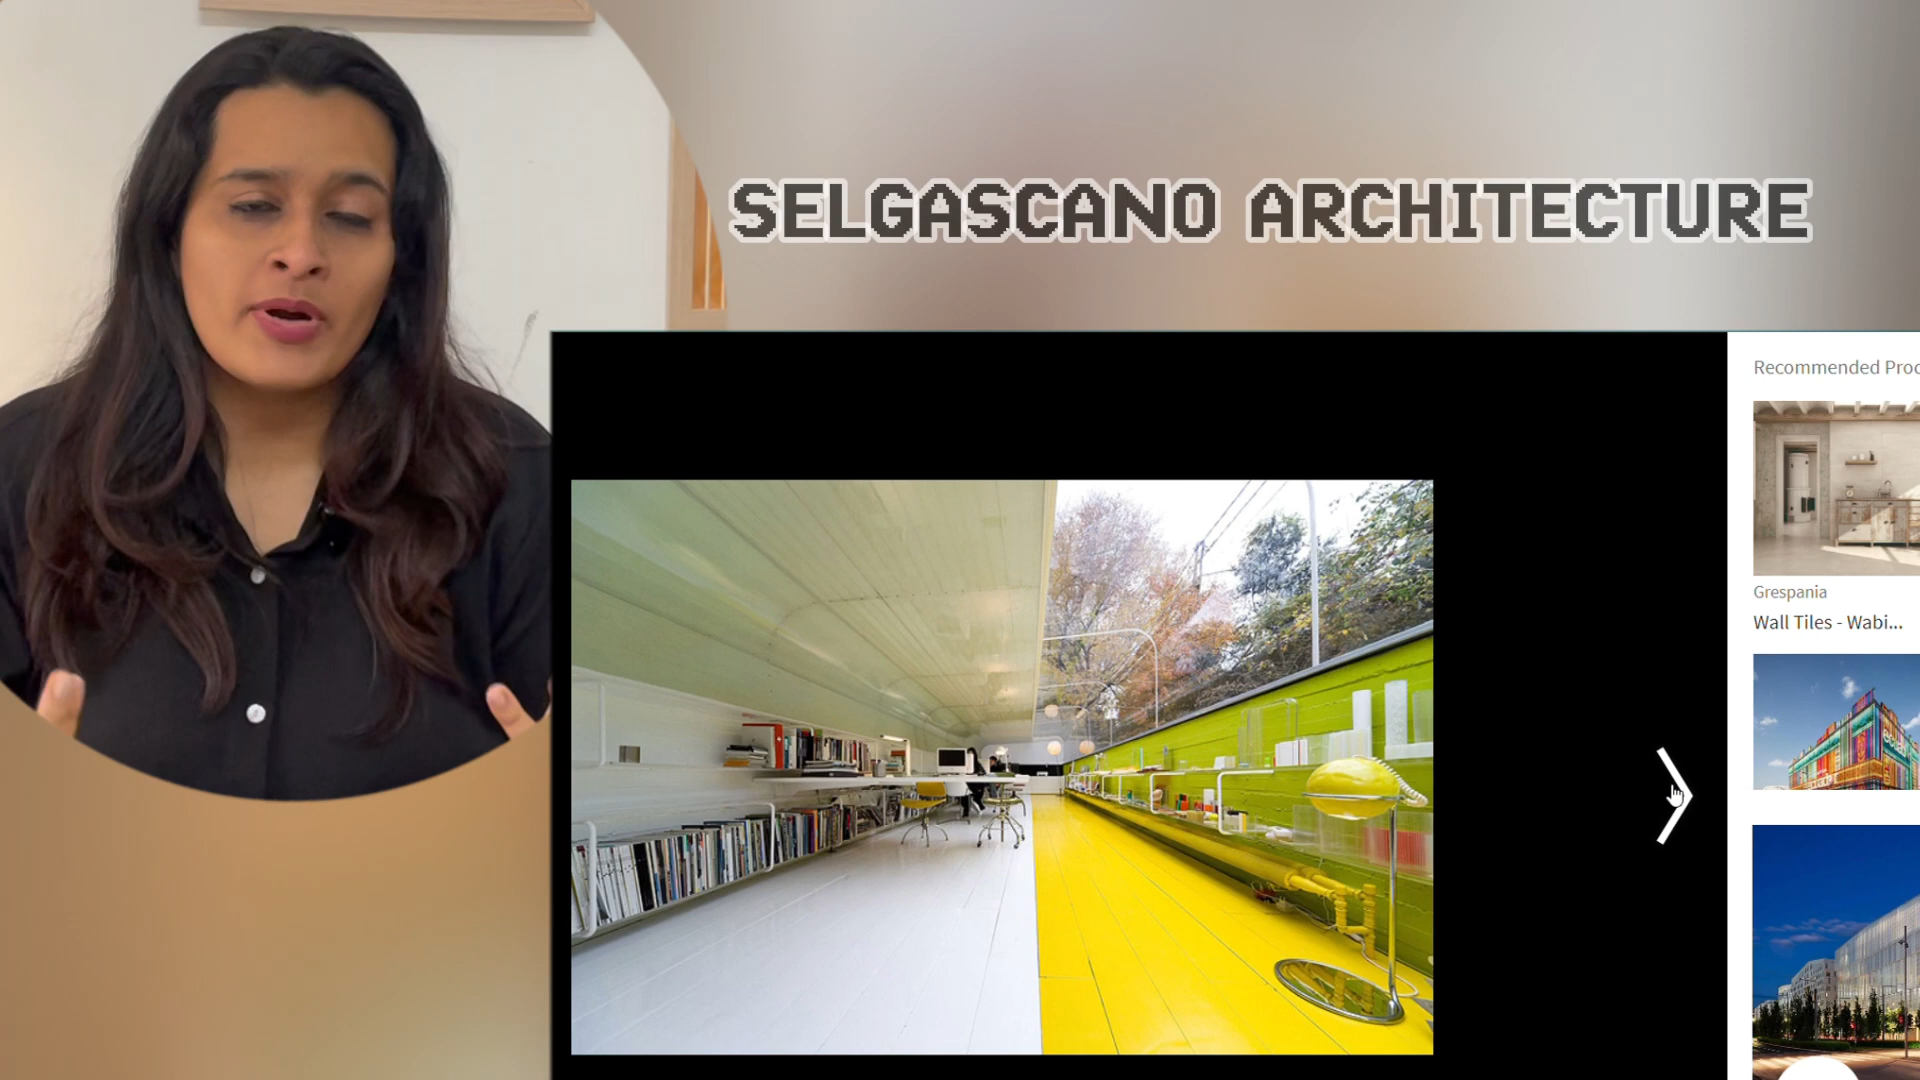 SELGASCANO ARCHITECTURE
Recommended Proc
Grespania
Wall Tiles - Wabi...